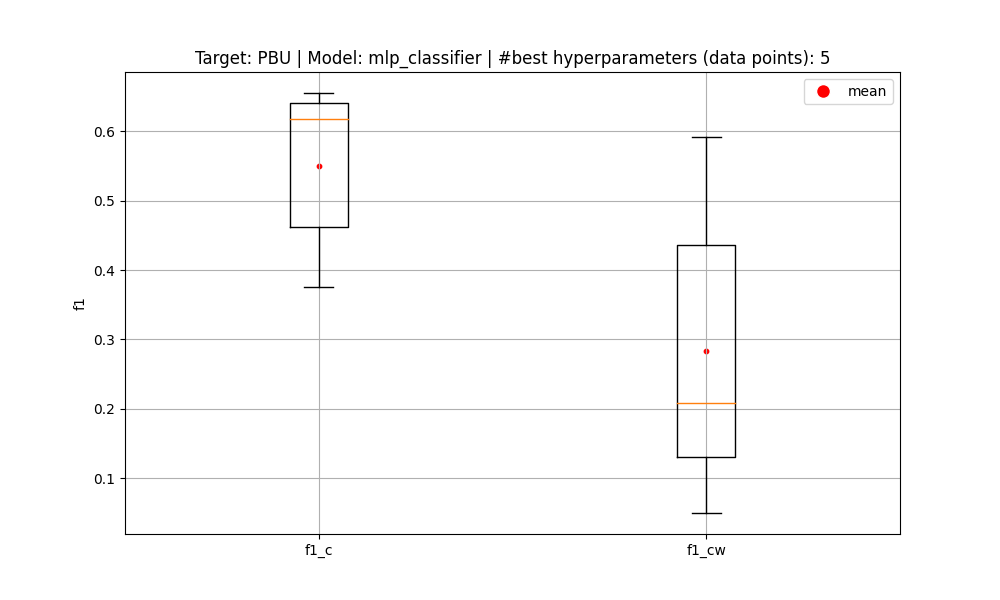 Target: PBU | Model: mlp_classifier | #best hyperparameters (data points): 5
mean
0.6
0.5
0.4
0.3
0.2
0.1
f1
f1_c
f1_cw